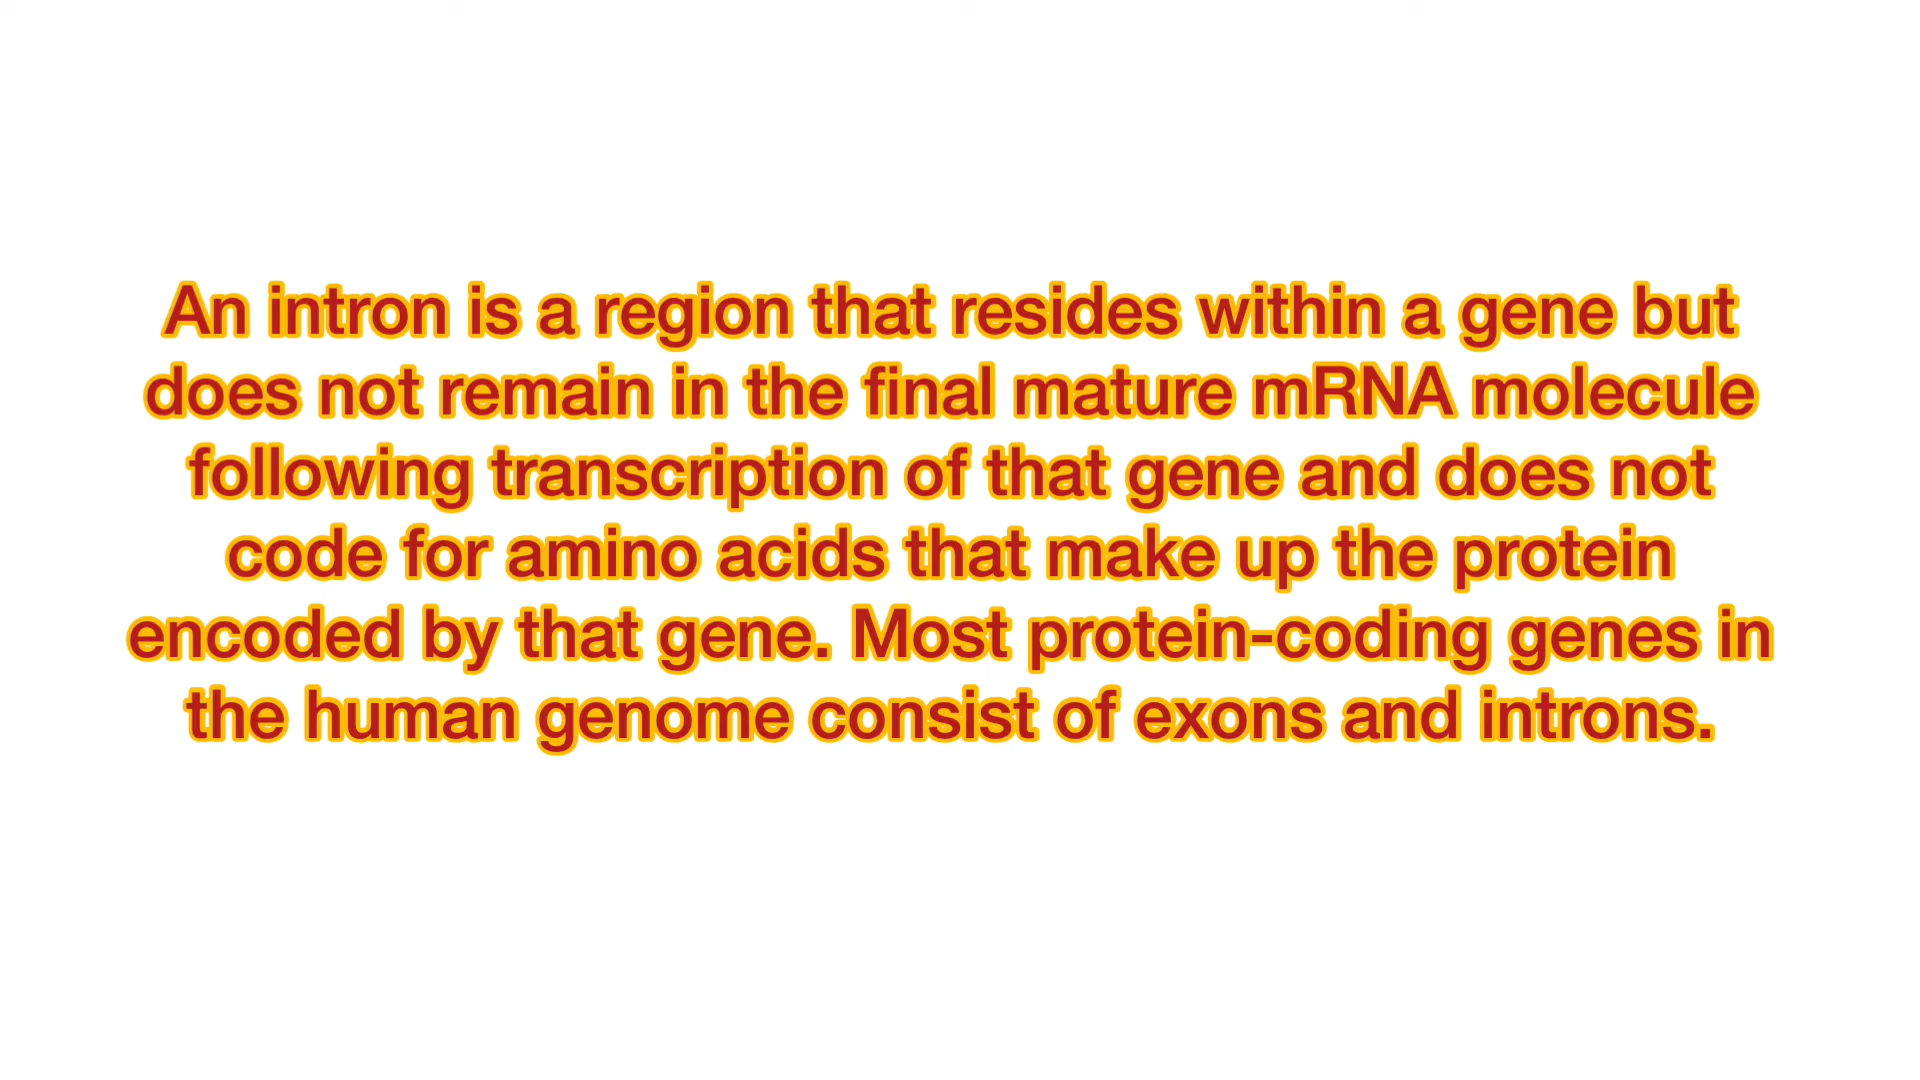 An intron is a region that resides within a gene but
does not remain in the final mature mRNA molecule
following transcription of that gene and does not
code for amino acids that make up the protein
encoded by that gene. Most protein-coding genes in
the human genome consist of exons and introns.